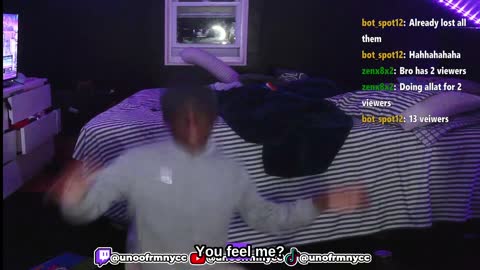 bot_spot12: Already lost all
them
bot_spot12: Hahhahahaha
zenx8x2: Bro has 2 viewers
zenx8x2: Doing allat for 2
viewers
bot_spot12: 13 veiwers
You feel me?
@unoofrmnycc @unoofrmnycc @unofrmnycc